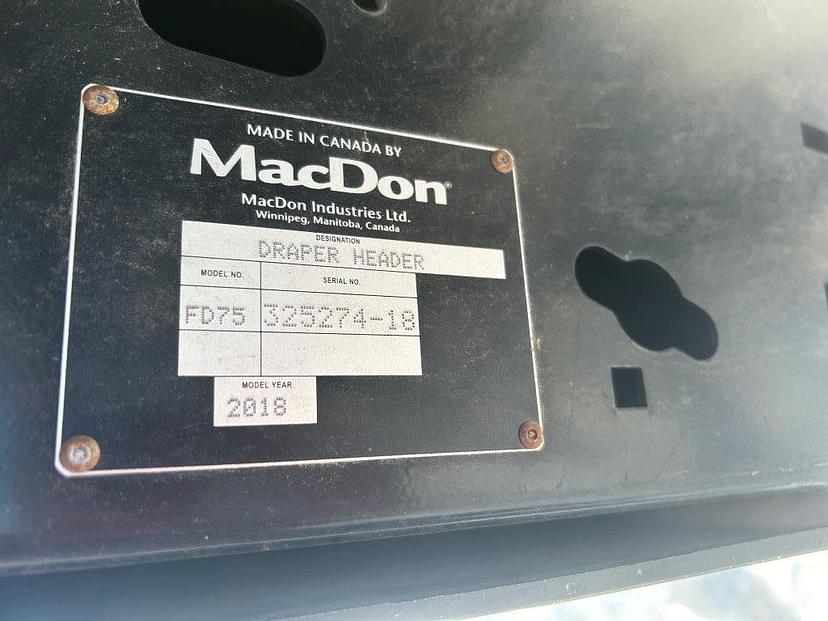 MADE IN CANADA BY
MacDon®
MacDon Industries Ltd.
Winnipeg, Manitoba, Canada
DESIGNATION
DRAPER HEADER
MODEL NO. SERIAL NO.
FD75 325274-18
MODEL YEAR
2018